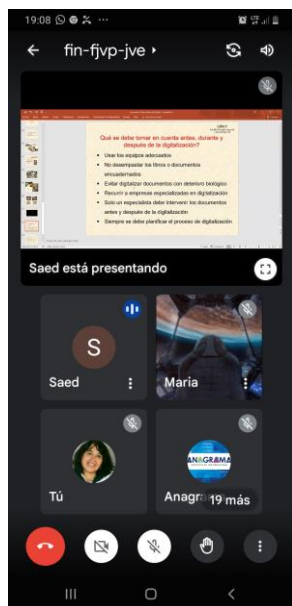 19:08
fin-fjvp-jve
Qué se debe tomar en cuenta antes, durante y
después de la digitalización?
• Usar los equipos adecuados
• No desempastar los libros o documentos
encuadernados
• Evitar digitalizar documentos con deterioro biológico
• Recurrir a empresas especializadas en digitalización
• Solo un especialista debe intervenir los documentos
antes y después de la digitalización
• Siempre se debe planificar el proceso de digitalización
Saed está presentando
S
Saed
Maria
Tú
ANAGRAMA
Anagra
19 más